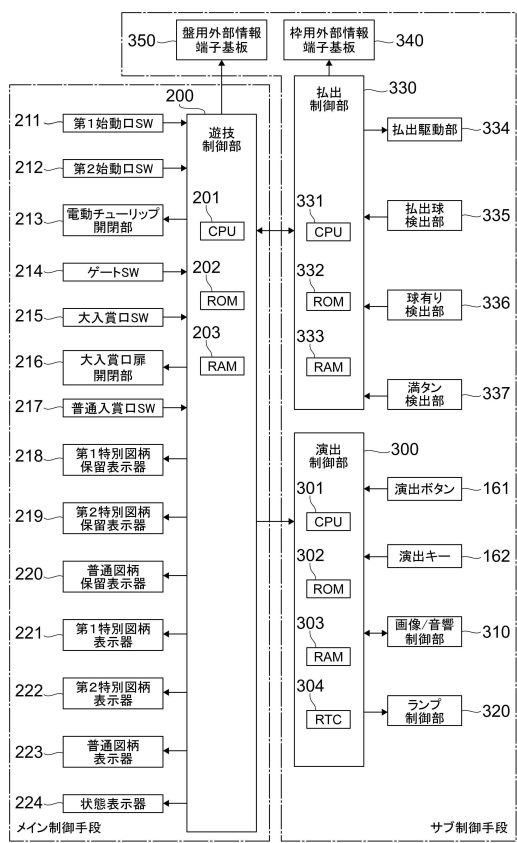 350
盤用外部情報
端子基板
枠用外部情報
端子基板
340
200
遊技
制御部
201
CPU
202
ROM
203
RAM
211
第1始動口SW
212
第2始動口SW
213
電動チューリップ
開閉部
214
ゲートSW
215
大入賞口SW
216
大入賞口扉
開閉部
217
普通入賞口SW
218
第1特別図柄
保留表示器
219
第2特別図柄
保留表示器
220
普通図柄
保留表示器
221
第1特別図柄
表示器
222
第2特別図柄
表示器
223
普通図柄
表示器
224
状態表示器
メイン制御手段
払出
制御部
330
331
CPU
332
ROM
333
RAM
払出駆動部
334
払出球
検出部
335
球有り
検出部
336
満タン
検出部
337
演出
制御部
300
301
CPU
302
ROM
303
RAM
304
RTC
演出ボタン
161
演出キー
162
画像/音響
制御部
310
ランプ
制御部
320
サブ制御手段